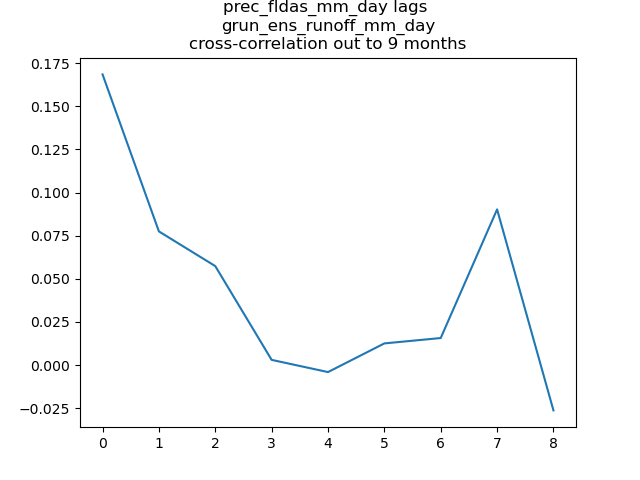 prec_fldas_mm_day lags
grun_ens_runoff_mm_day
cross-correlation out to 9 months
0.175
0.150
0.125
0.100
0.075
0.050
0.025
0.000
−0.025
0 1 2 3 4 5 6 7 8